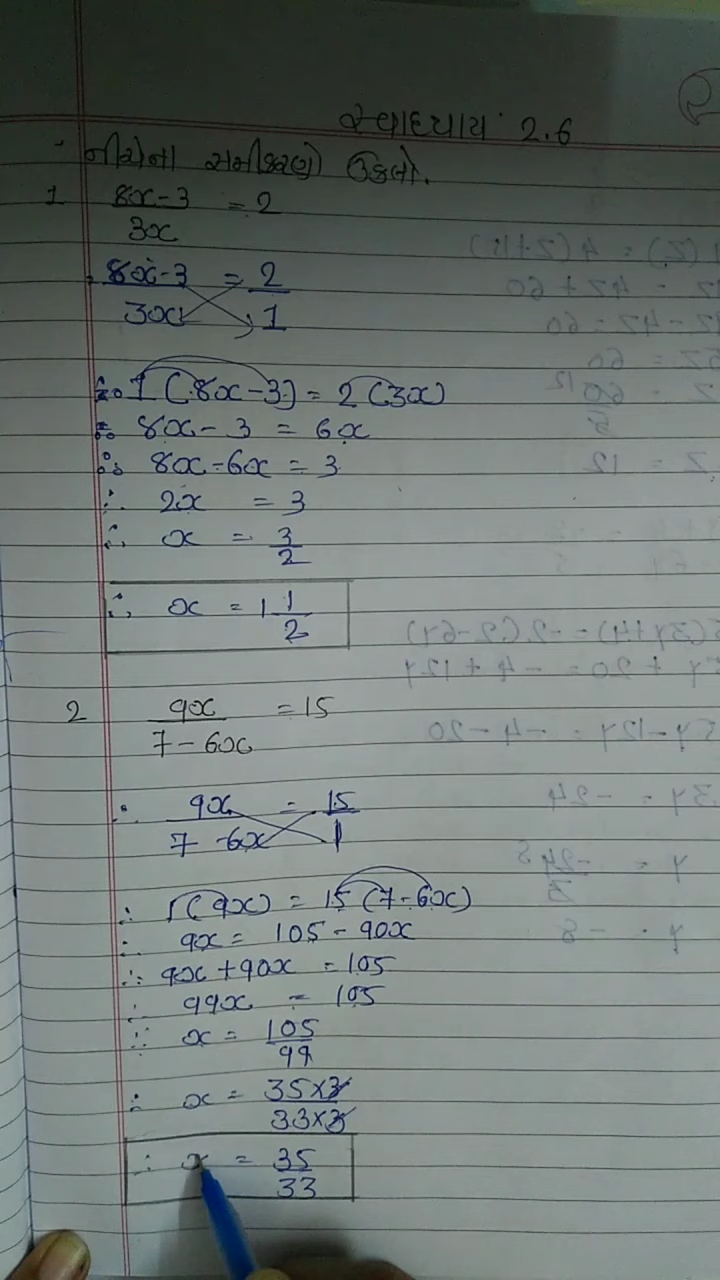 સ્વાધ્યાય 2.6
નીચેના સમીકરણો ઉકેલો.
1 8x-3 = 2
3x
8x-3 = 2
3x 1
∴ 1 (8x-3) = 2 (3x)
∴ 8x - 3 = 6x
∴ 8x - 6x = 3
∴ 2x = 3
∴ x = 3
2
∴ x = 1 1
2
2 9x = 15
7 - 6x
∴ 9x = 15
7 - 6x 1
∴ 1(9x) = 15 (7-6x)
∴ 9x = 105 - 90x
∴ 9x + 90x = 105
∴ 99x = 105
∴ x = 105
99
∴ x = 35×3
33×3
∴ x = 35
33